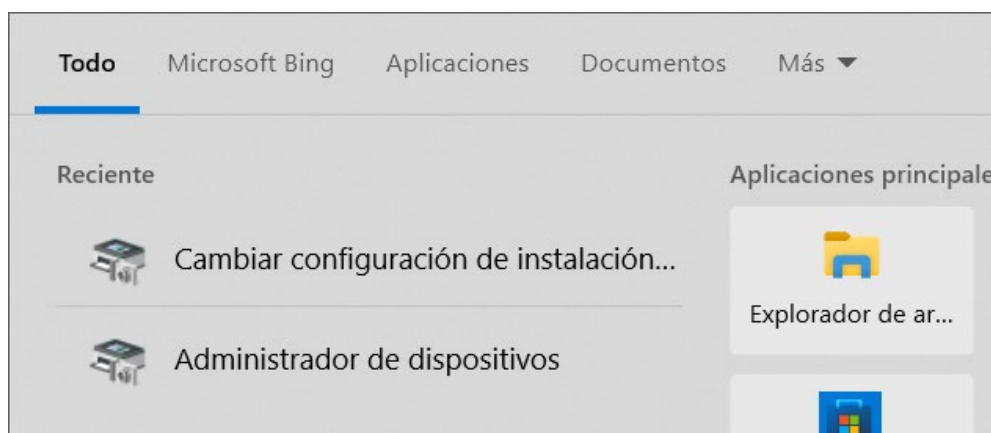 Todo Microsoft Bing Aplicaciones Documentos Más
Reciente
Cambiar configuración de instalación...
Administrador de dispositivos
Aplicaciones principale
Explorador de ar...